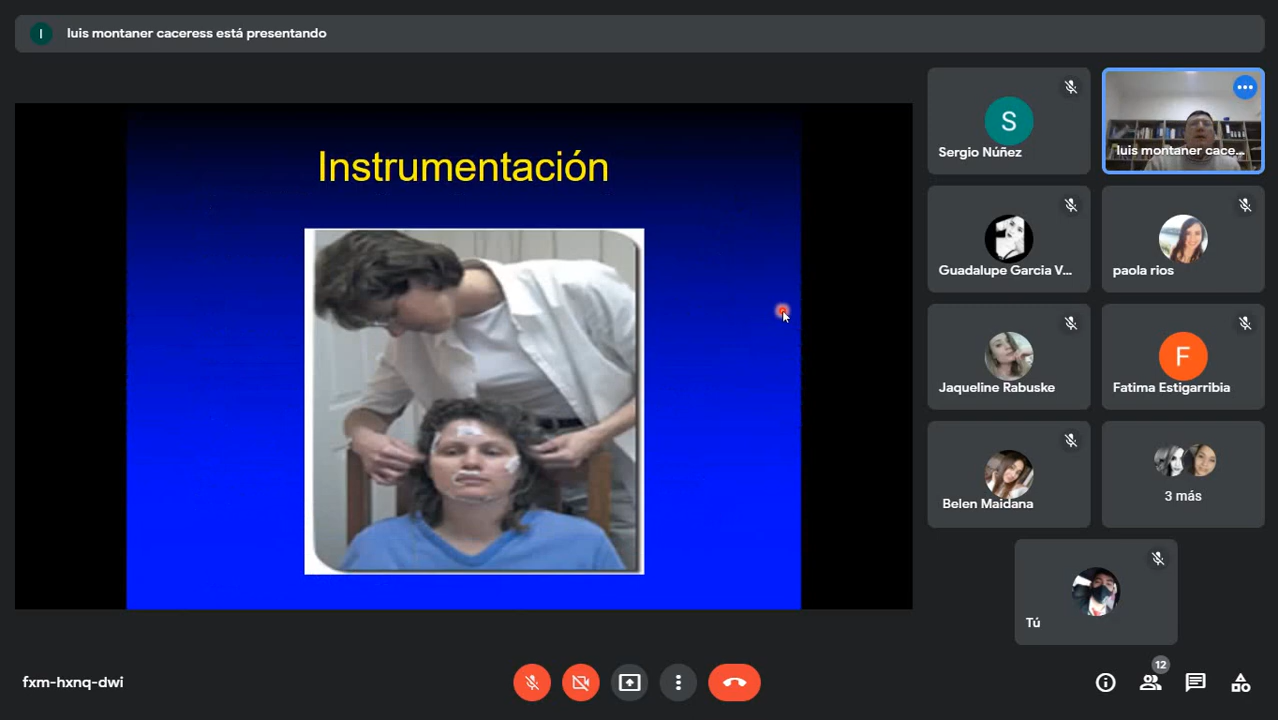 I
luis montaner caceress está presentando
Instrumentación
S
Sergio Núñez
luis montaner cace...
Guadalupe Garcia V...
paola rios
Jaqueline Rabuske
F
Fatima Estigarribia
Belen Maidana
3 más
Tú
fxm-hxnq-dwi
12